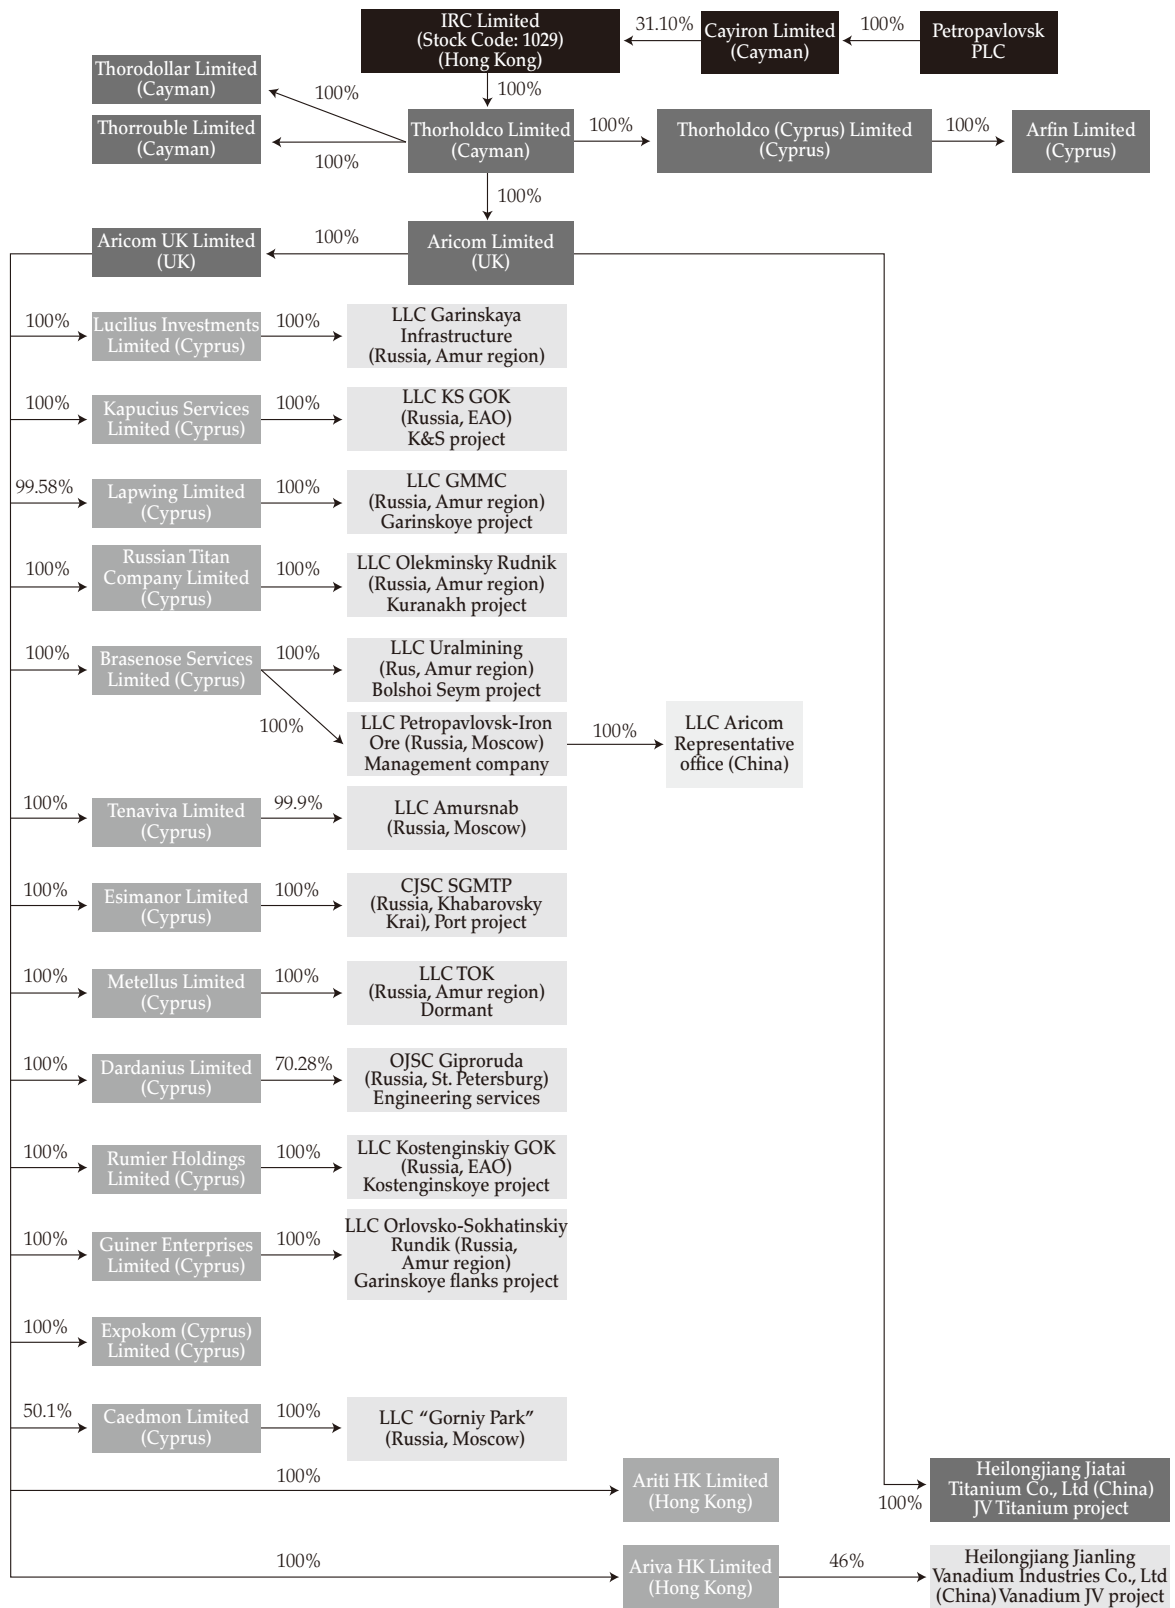 IRC Limited
(Stock Code: 1029)
(Hong Kong)
31.10%
Cayiron Limited
(Cayman)
100%
Petropavlovsk
PLC
Thorodollar Limited
(Cayman)
100%
100%
Thorrouble Limited
(Cayman)
100%
Thorholdco Limited
(Cayman)
100%
Thorholdco (Cyprus) Limited
(Cyprus)
100%
Arfin Limited
(Cyprus)
100%
Aricom UK Limited
(UK)
100%
Aricom Limited
(UK)
100%
Lucilius Investments
Limited (Cyprus)
100%
LLC Garinskaya
Infrastructure
(Russia, Amur region)
100%
Kapucius Services
Limited (Cyprus)
100%
LLC KS GOK
(Russia, EAO)
K&S project
99.58%
Lapwing Limited
(Cyprus)
100%
LLC GMMC
(Russia, Amur region)
Garinskoye project
100%
Russian Titan
Company Limited
(Cyprus)
100%
LLC Olekminsky Rudnik
(Russia, Amur region)
Kuranakh project
100%
Brasenose Services
Limited (Cyprus)
100%
LLC Uralmining
(Rus, Amur region)
Bolshoi Seym project
100%
LLC Petropavlovsk-Iron
Ore (Russia, Moscow)
Management company
100%
LLC Aricom
Representative
office (China)
100%
Tenaviva Limited
(Cyprus)
99.9%
LLC Amursnab
(Russia, Moscow)
100%
Esimanor Limited
(Cyprus)
100%
CJSC SGMTP
(Russia, Khabarovsky
Krai), Port project
100%
Metellus Limited
(Cyprus)
100%
LLC TOK
(Russia, Amur region)
Dormant
100%
Dardanius Limited
(Cyprus)
70.28%
OJSC Giproruda
(Russia, St. Petersburg)
Engineering services
100%
Rumier Holdings
Limited (Cyprus)
100%
LLC Kostenginskiy GOK
(Russia, EAO)
Kostenginskoye project
100%
Guiner Enterprises
Limited (Cyprus)
100%
LLC Orlovsko-Sokhatinskiy
Rundik (Russia,
Amur region)
Garinskoye flanks project
100%
Expokom (Cyprus)
Limited (Cyprus)
50.1%
Caedmon Limited
(Cyprus)
100%
LLC “Gorniy Park”
(Russia, Moscow)
100%
Ariti HK Limited
(Hong Kong)
100%
Heilongjiang Jiatai
Titanium Co., Ltd (China)
JV Titanium project
100%
Ariva HK Limited
(Hong Kong)
46%
Heilongjiang Jianling
Vanadium Industries Co., Ltd
(China) Vanadium JV project